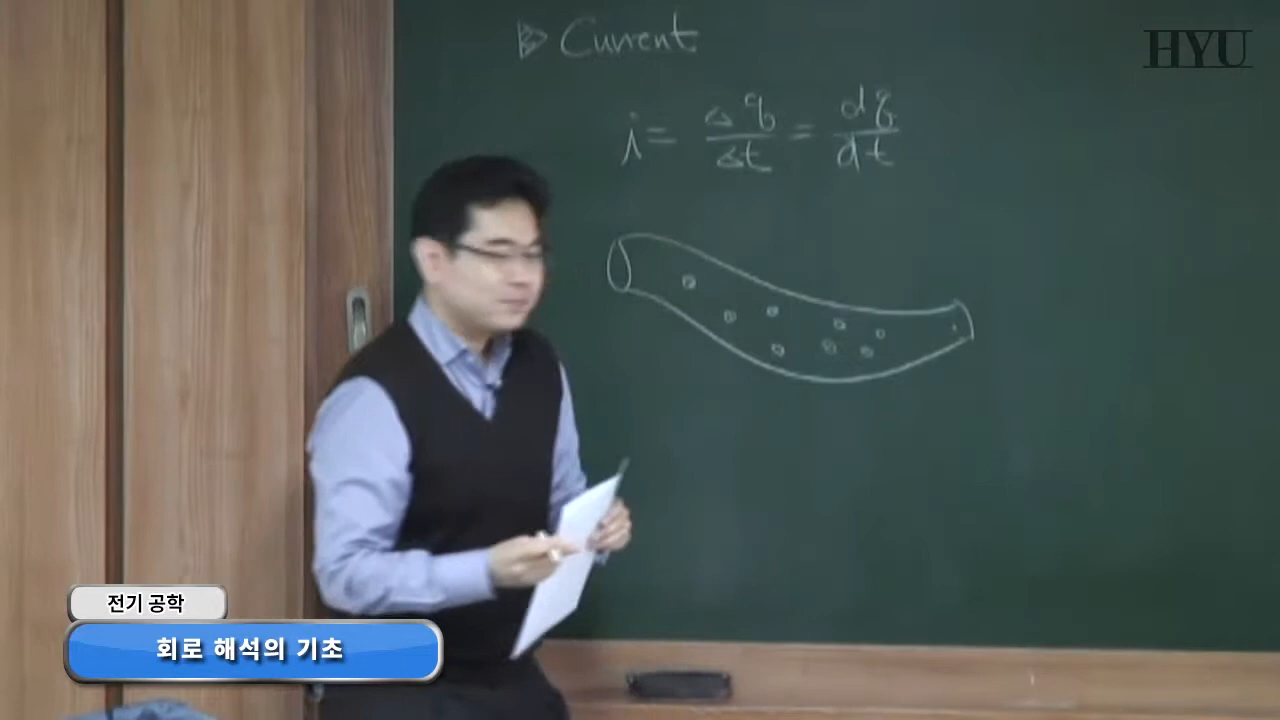 ▷ Current
HYU
i = Δq/Δt = dq/dt
전기 공학
회로 해석의 기초